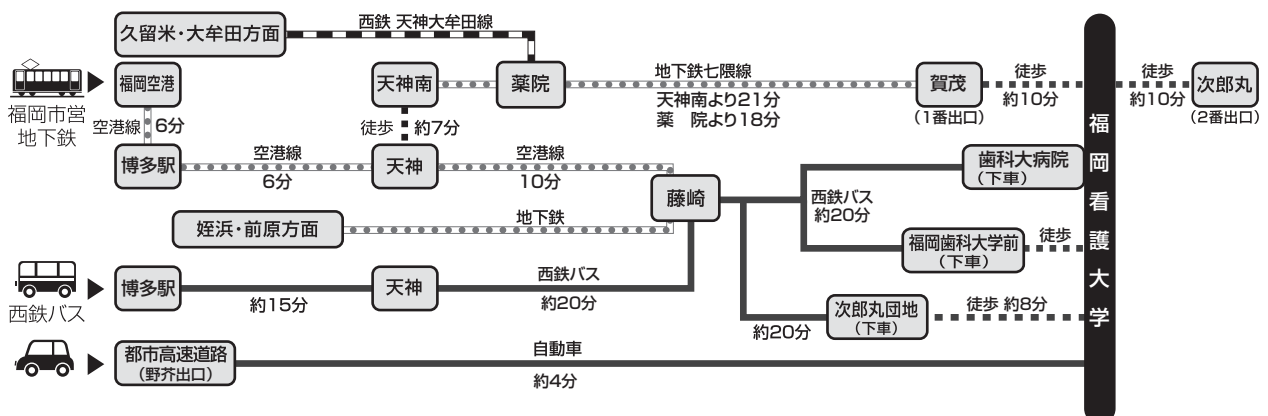 久留米・大牟田方面
西鉄 天神大牟田線
福岡市営
地下鉄
福岡空港
天神南
薬院
地下鉄七隈線
天神南より21分
薬　院より18分
賀茂
(1番出口)
徒歩
約10分
徒歩
約10分
次郎丸
(2番出口)
空港線
6分
徒歩
約7分
博多駅
空港線
6分
天神
空港線
10分
藤崎
姪浜・前原方面
地下鉄
西鉄バス
約20分
歯科大病院
(下車)
福岡歯科大学前
(下車)
徒歩
西鉄バス
博多駅
約15分
天神
西鉄バス
約20分
約20分
次郎丸団地
(下車)
徒歩 約8分
都市高速道路
(野芥出口)
自動車
約4分
福岡看護大学